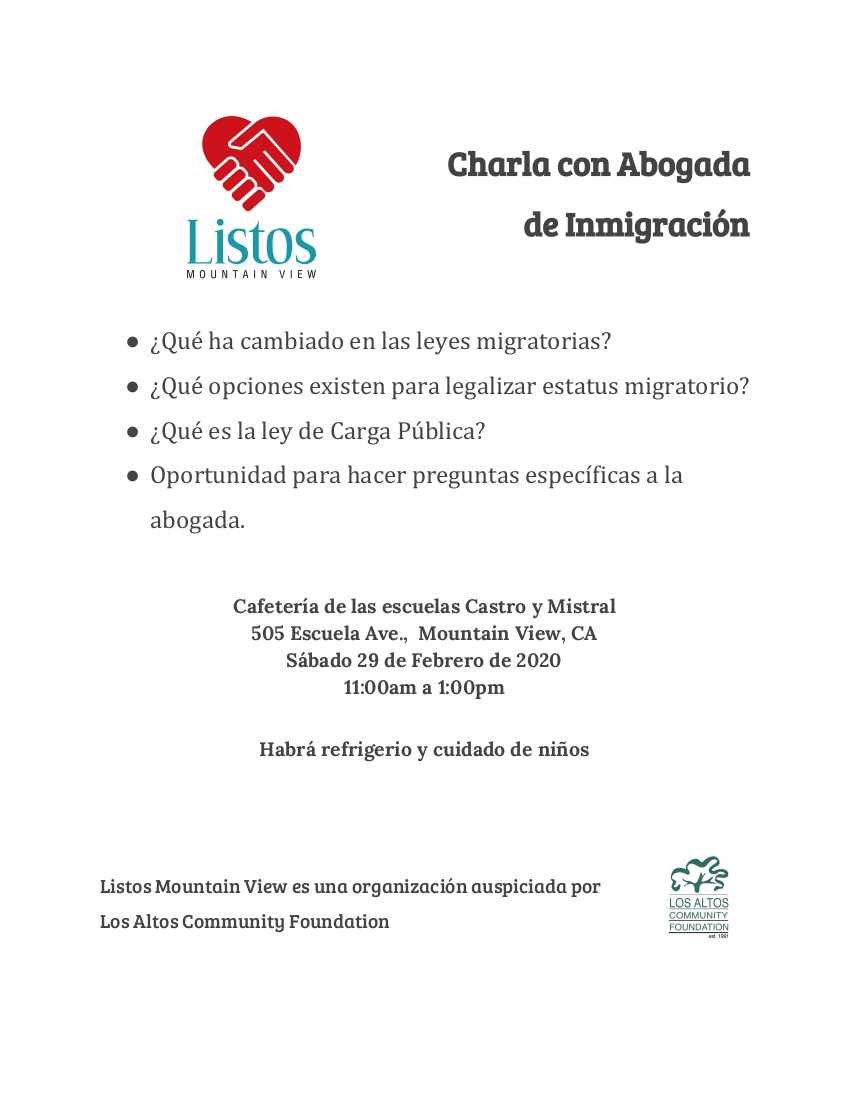 Listos
MOUNTAIN VIEW
Charla con Abogada
de Inmigración
● ¿Qué ha cambiado en las leyes migratorias?
● ¿Qué opciones existen para legalizar estatus migratorio?
● ¿Qué es la ley de Carga Pública?
● Oportunidad para hacer preguntas específicas a la
abogada.
Cafetería de las escuelas Castro y Mistral
505 Escuela Ave.,  Mountain View, CA
Sábado 29 de Febrero de 2020
11:00am a 1:00pm
Habrá refrigerio y cuidado de niños
Listos Mountain View es una organización auspiciada por
Los Altos Community Foundation
LOS ALTOS
COMMUNITY
FOUNDATION
est. 1991